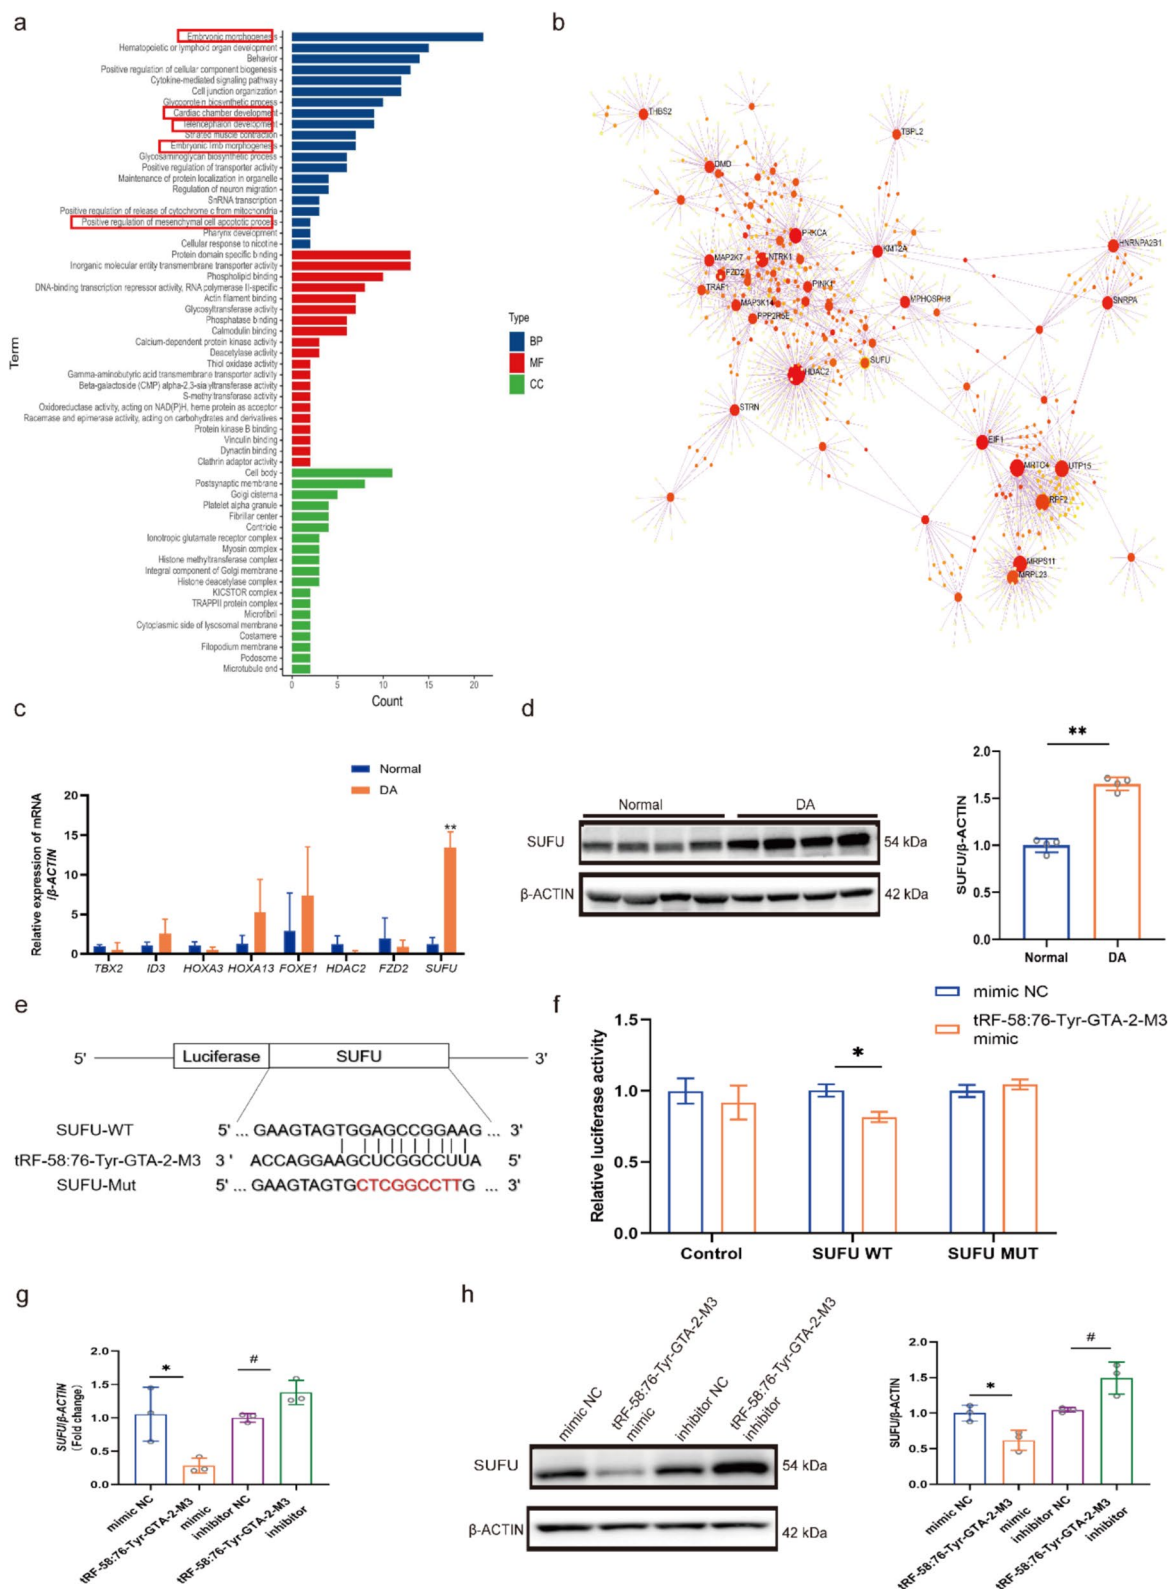 a
Embryonic morphogenesis
Hematopoietic or lymphoid organ development
Behavior
Positive regulation of cellular component biogenesis
Cytokine-mediated signaling pathway
Cell junction organization
Glycoprotein biosynthetic process
Cardiac chamber development
Telencephalon development
Striated muscle contraction
Embryonic limb morphogenesis
Glycosaminoglycan biosynthetic process
Positive regulation of transporter activity
Maintenance of protein localization in organelle
Regulation of neuron migration
SnRNA transcription
Positive regulation of release of cytochrome c from mitochondria
Positive regulation of mesenchymal cell apoptotic process
Pharynx development
Cellular response to nicotine
Protein domain specific binding
Inorganic molecular entity transmembrane transporter activity
Phospholipid binding
DNA-binding transcription repressor activity, RNA polymerase II-specific
Actin filament binding
Glycosyltransferase activity
Phosphatase binding
Calmodulin binding
Calcium-dependent protein kinase activity
Deacetylase activity
Thiol oxidase activity
Gamma-aminobutyric acid transmembrane transporter activity
Beta-galactoside (CMP) alpha-2,3-sialyltransferase activity
S-methyltransferase activity
Oxidoreductase activity, acting on NAD(P)H, heme protein as acceptor
Racemase and epimerase activity, acting on carbohydrates and derivatives
Protein kinase B binding
Vinculin binding
Dynactin binding
Clathrin adaptor activity
Cell body
Postsynaptic membrane
Golgi cisterna
Platelet alpha granule
Fibrillar center
Centriole
Ionotropic glutamate receptor complex
Myosin complex
Histone methyltransferase complex
Integral component of Golgi membrane
Histone deacetylase complex
KICSTOR complex
TRAPPII protein complex
Microfibril
Cytoplasmic side of lysosomal membrane
Costamere
Filopodium membrane
Podosome
Microtubule end
Term
0 5 10 15 20
Count
Type
BP
MF
CC
b
THBS2
TBPL2
DMD
PRKCA
KMT2A
HNRNPA2B1
MAP2K7
NTRK1
FZD2
TRAF1
PINK1
MAP3K14
MPHOSPH8
SNRPA
PPP2R5E
SUFU
HDAC2
STRN
EIF1
MRTO4
UTP15
RPF2
MRPS11
MRPL23
c
Normal
DA
Relative expression of mRNA
/β-ACTIN
20
15
10
5
0
**
TBX2 ID3 HOXA3 HOXA13 FOXE1 HDAC2 FZD2 SUFU
d
Normal DA
SUFU 54 kDa
β-ACTIN 42 kDa
SUFU/β-ACTIN
2.0
1.5
1.0
0.5
0.0
**
Normal DA
e
5' Luciferase SUFU 3'
SUFU-WT 5' ... GAAGTAGTGGAGCCGGAAG ... 3'
tRF-58:76-Tyr-GTA-2-M3 3 ' ACCAGGAAGCUCGGCCUUA 5'
SUFU-Mut 5' ... GAAGTAGTGCTCGGCCTTG ... 3'
f
mimic NC
tRF-58:76-Tyr-GTA-2-M3
mimic
Relative luciferase activity
1.5
1.0
0.5
0.0
*
Control SUFU WT SUFU MUT
g
SUFU/β-ACTIN
(Fold change)
2.0
1.5
1.0
0.5
0.0
* #
mimic NC
tRF-58:76-Tyr-GTA-2-M3
mimic
inhibitor NC
tRF-58:76-Tyr-GTA-2-M3
inhibitor
h
mimic NC
tRF-58:76-Tyr-GTA-2-M3
mimic
inhibitor NC
tRF-58:76-Tyr-GTA-2-M3
inhibitor
SUFU 54 kDa
β-ACTIN 42 kDa
SUFU/β-ACTIN
2.0
1.5
1.0
0.5
0.0
* #
mimic NC
tRF-58:76-Tyr-GTA-2-M3
mimic
inhibitor NC
tRF-58:76-Tyr-GTA-2-M3
inhibitor